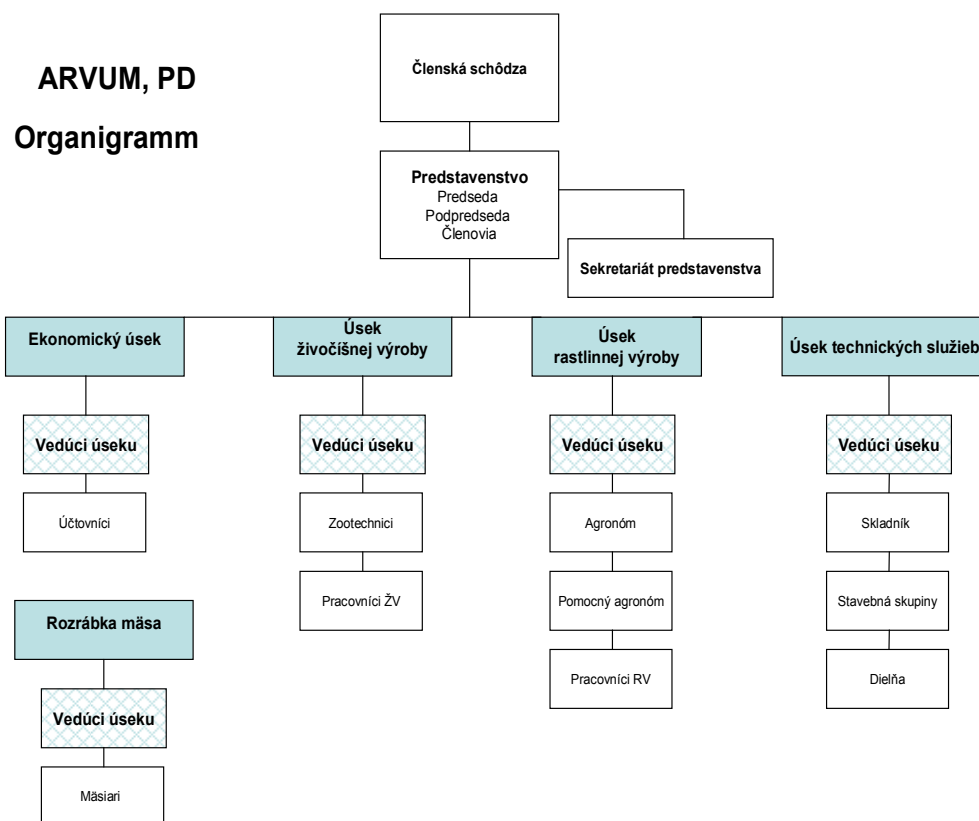 ARVUM, PD
Organigramm
Členská schôdza
Predstavenstvo
Predseda
Podpredseda
Členovia
Sekretariát predstavenstva
Ekonomický úsek
Vedúci úseku
Účtovníci
Rozrábka mäsa
Vedúci úseku
Mäsiari
Úsek
živočíšnej výroby
Vedúci úseku
Zootechnici
Pracovníci ŽV
Úsek
rastlinnej výroby
Vedúci úseku
Agronóm
Pomocný agronóm
Pracovníci RV
Úsek technických služieb
Vedúci úseku
Skladník
Stavebná skupiny
Dielňa